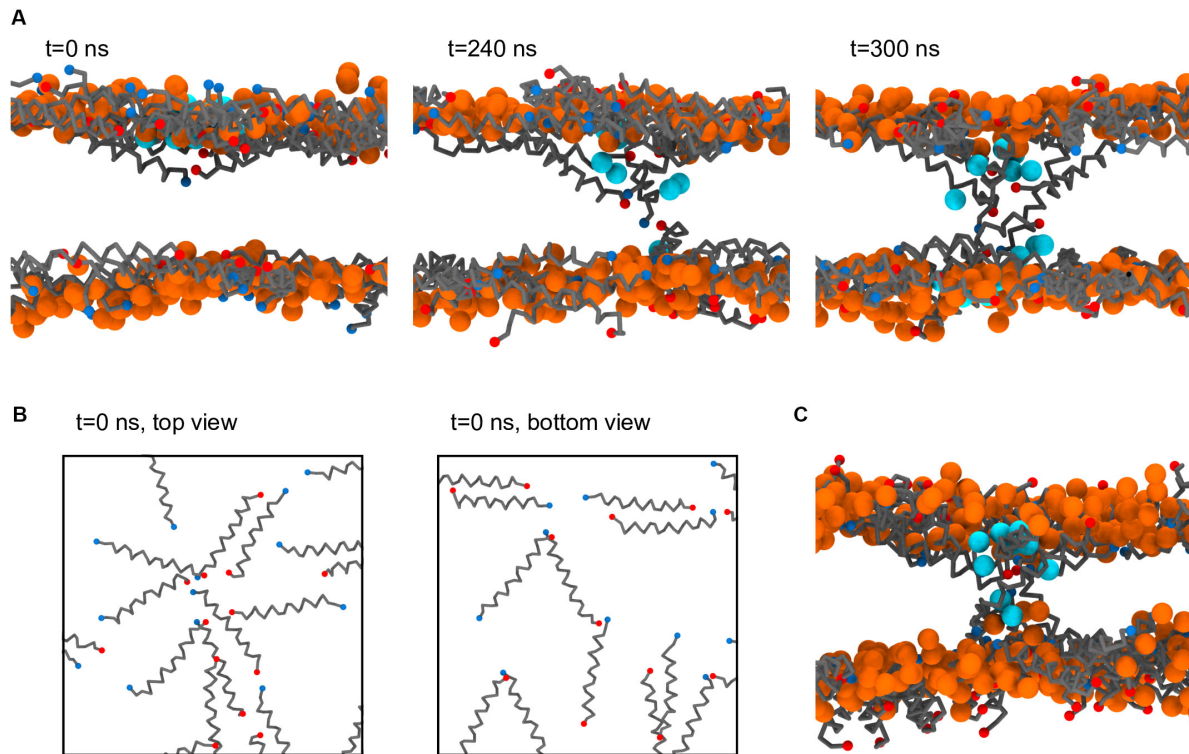 A
t=0 ns
t=240 ns
t=300 ns
B
t=0 ns, top view
t=0 ns, bottom view
C